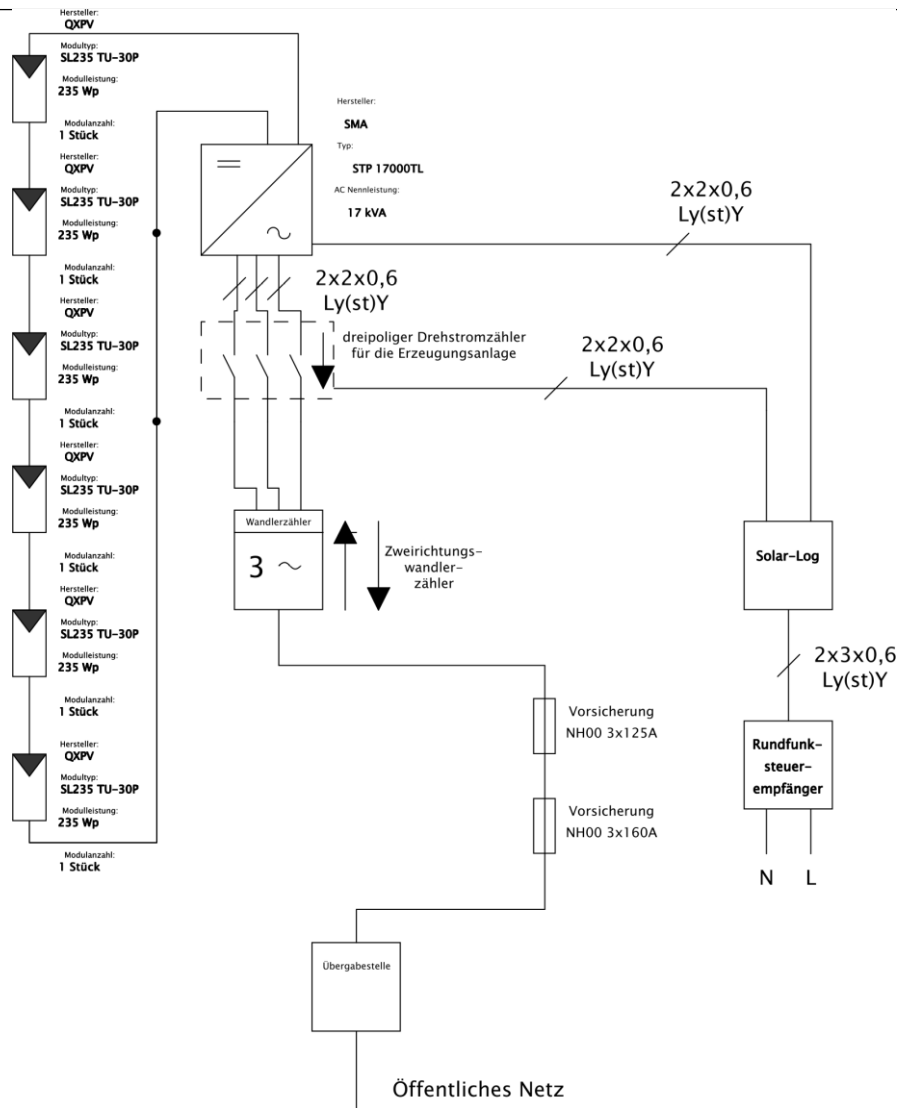 Hersteller:
QXPV
Modultyp:
SL235 TU-30P
Modulleistung:
235 Wp
Modulanzahl:
1 Stück
Hersteller:
QXPV
Modultyp:
SL235 TU-30P
Modulleistung:
235 Wp
Modulanzahl:
1 Stück
Hersteller:
QXPV
Modultyp:
SL235 TU-30P
Modulleistung:
235 Wp
Modulanzahl:
1 Stück
Hersteller:
QXPV
Modultyp:
SL235 TU-30P
Modulleistung:
235 Wp
Modulanzahl:
1 Stück
Hersteller:
QXPV
Modultyp:
SL235 TU-30P
Modulleistung:
235 Wp
Modulanzahl:
1 Stück
Hersteller:
QXPV
Modultyp:
SL235 TU-30P
Modulleistung:
235 Wp
Modulanzahl:
1 Stück
Hersteller:
SMA
Typ:
STP 17000TL
AC Nennleistung:
17 kVA
2x2x0,6
Ly(st)Y
2x2x0,6
Ly(st)Y
dreipoliger Drehstromzähler
für die Erzeugungsanlage
2x2x0,6
Ly(st)Y
Wandlerzähler
3 ~
Zweirichtungs-
wandler-
zähler
Solar-Log
2x3x0,6
Ly(st)Y
Vorsicherung
NH00 3x125A
Rundfunk-
steuer-
empfänger
Vorsicherung
NH00 3x160A
N L
Übergabestelle
Öffentliches Netz